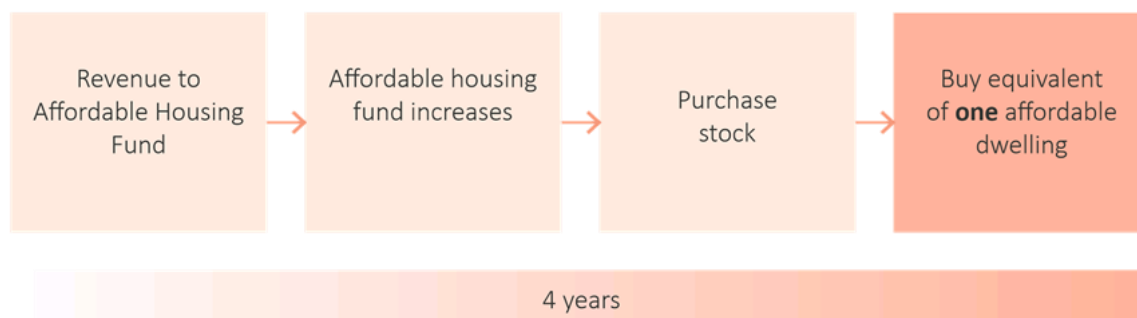 Revenue to
Affordable Housing
Fund
Affordable housing
fund increases
Purchase
stock
Buy equivalent
of one affordable
dwelling
4 years